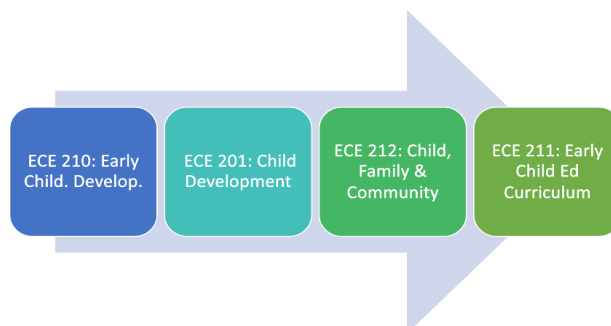 ECE 210: Early
Child. Develop.
ECE 201: Child
Development
ECE 212: Child,
Family &
Community
ECE 211: Early
Child Ed
Curriculum